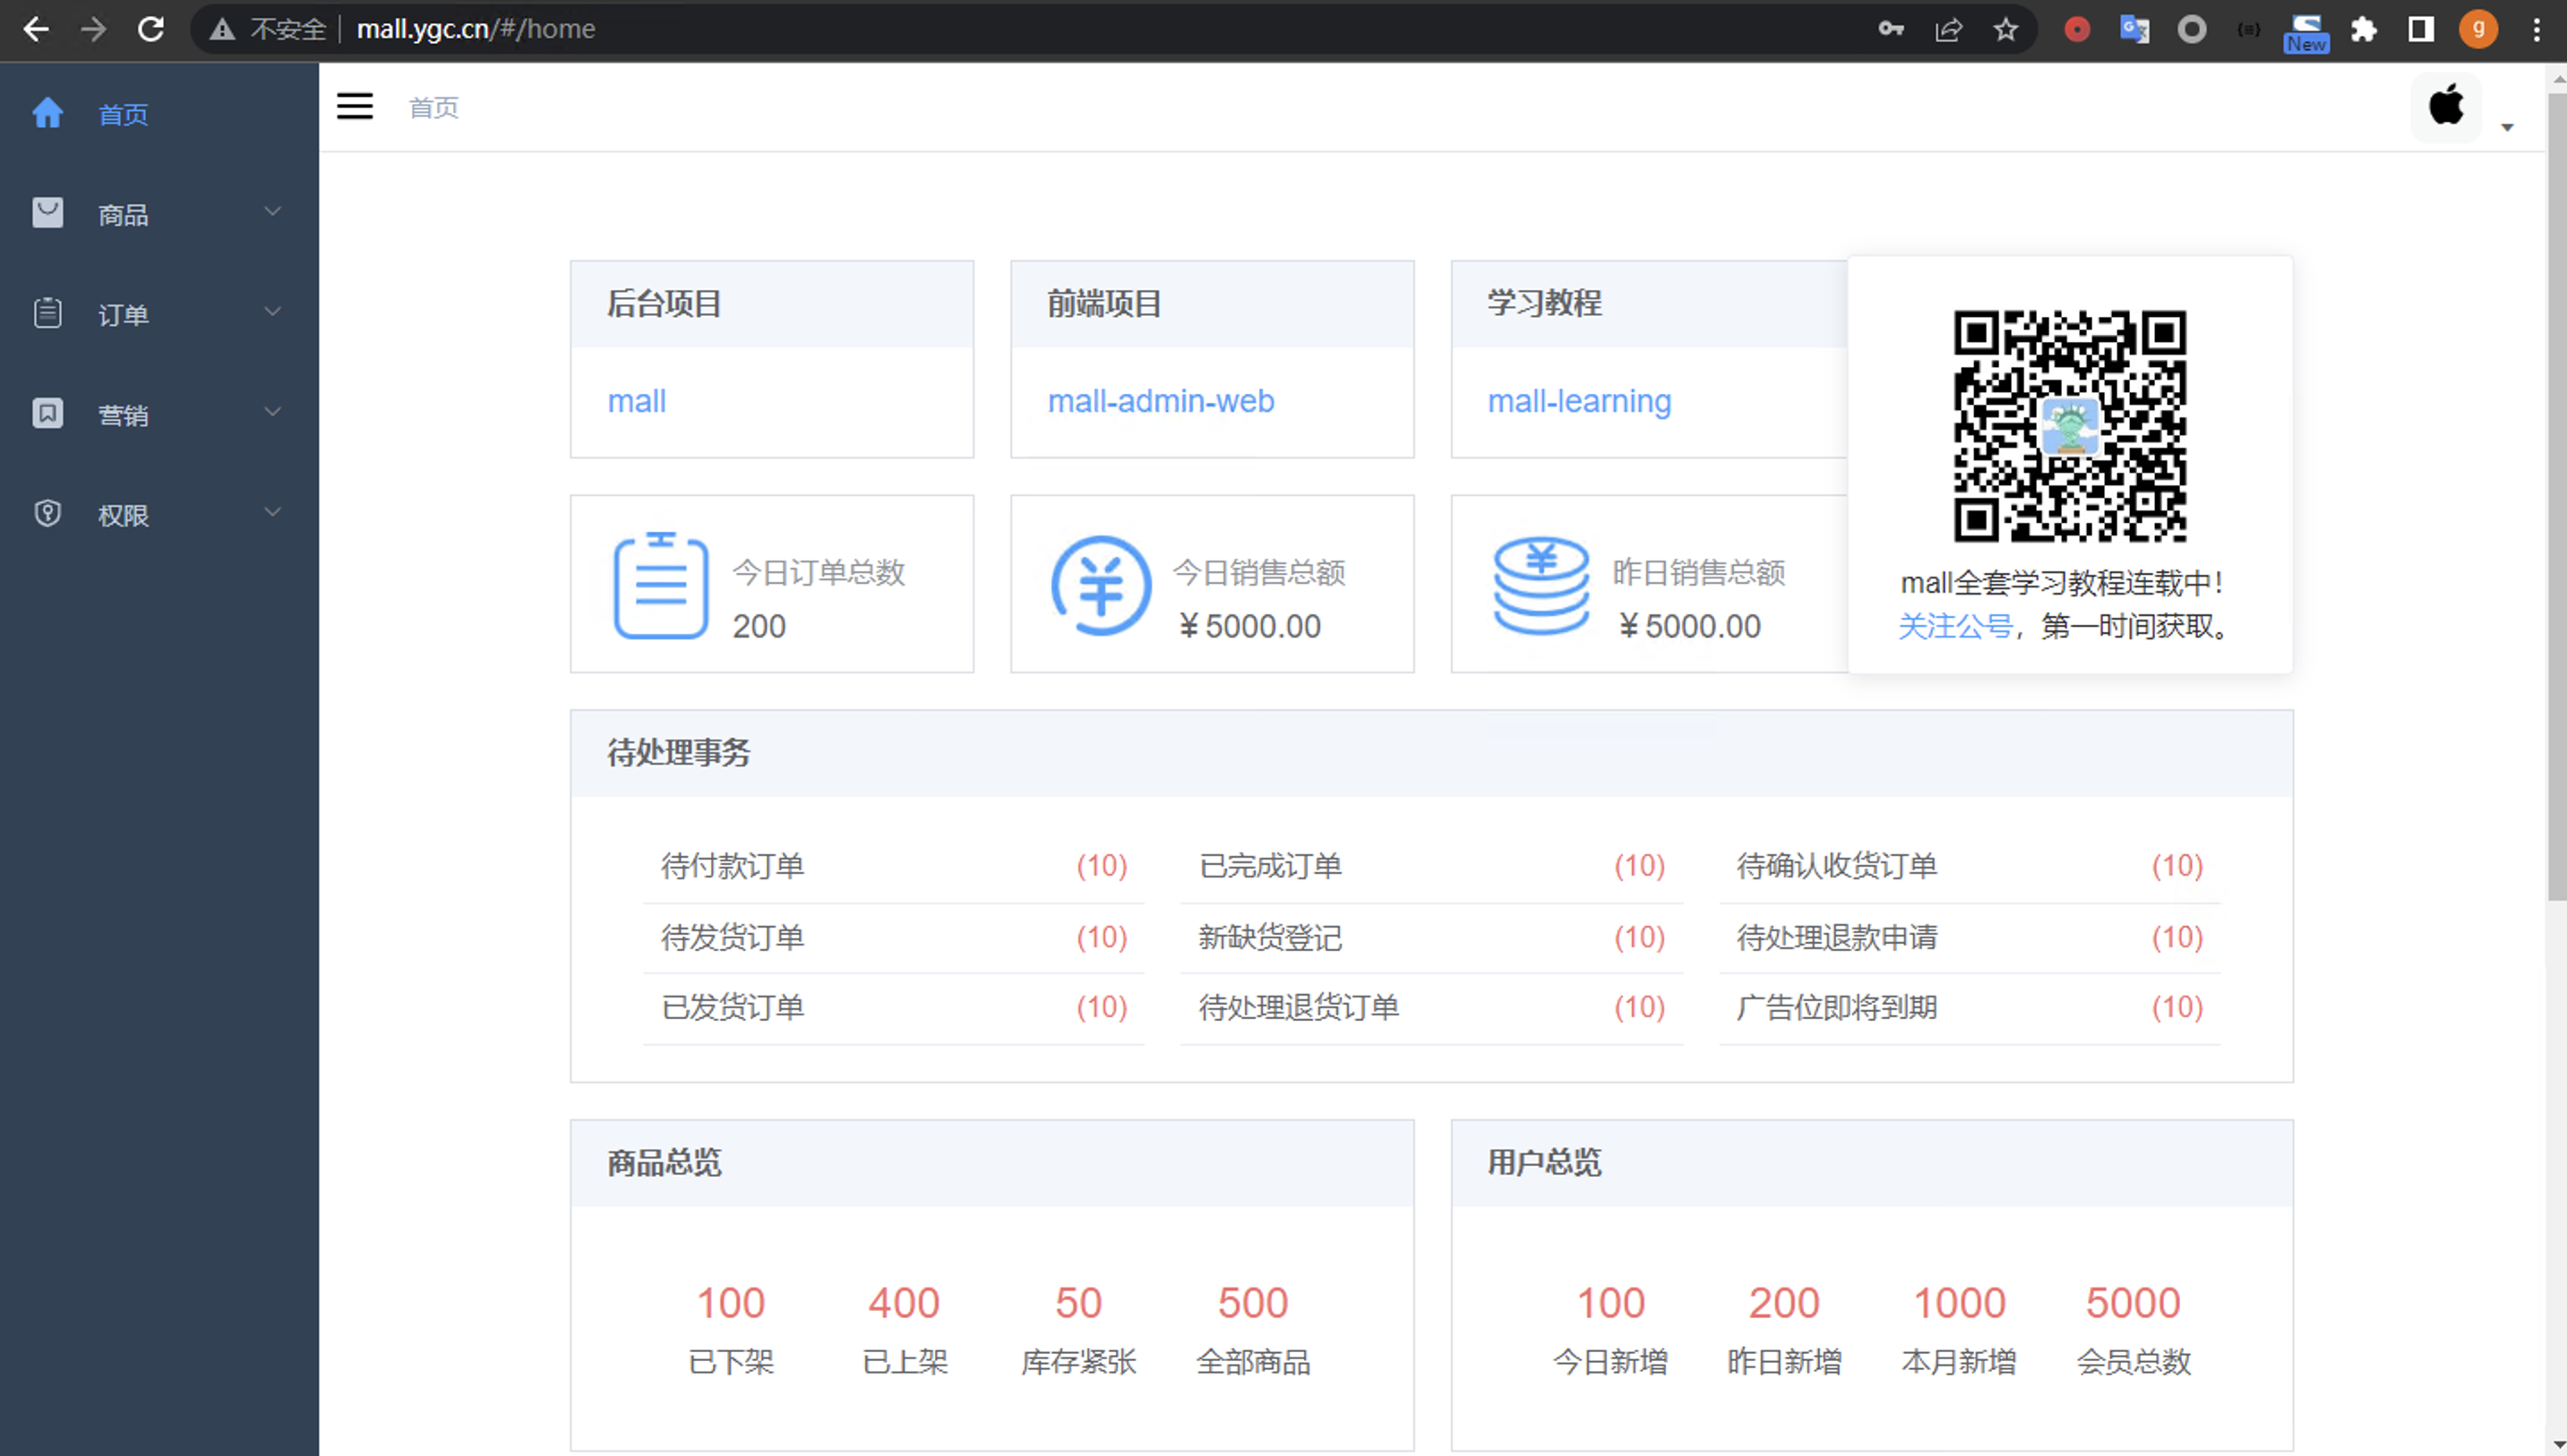 不安全 mall.ygc.cn/#/home
New
g
首页
商品
订单
营销
权限
首页
后台项目
mall
前端项目
mall-admin-web
学习教程
mall-learning
mall全套学习教程连载中!
关注公号，第一时间获取。
今日订单总数
200
今日销售总额
￥5000.00
昨日销售总额
￥5000.00
待处理事务
待付款订单 (10)
已完成订单 (10)
待确认收货订单 (10)
待发货订单 (10)
新缺货登记 (10)
待处理退款申请 (10)
已发货订单 (10)
待处理退货订单 (10)
广告位即将到期 (10)
商品总览
100 400 50 500
已下架 已上架 库存紧张 全部商品
用户总览
100 200 1000 5000
今日新增 昨日新增 本月新增 会员总数